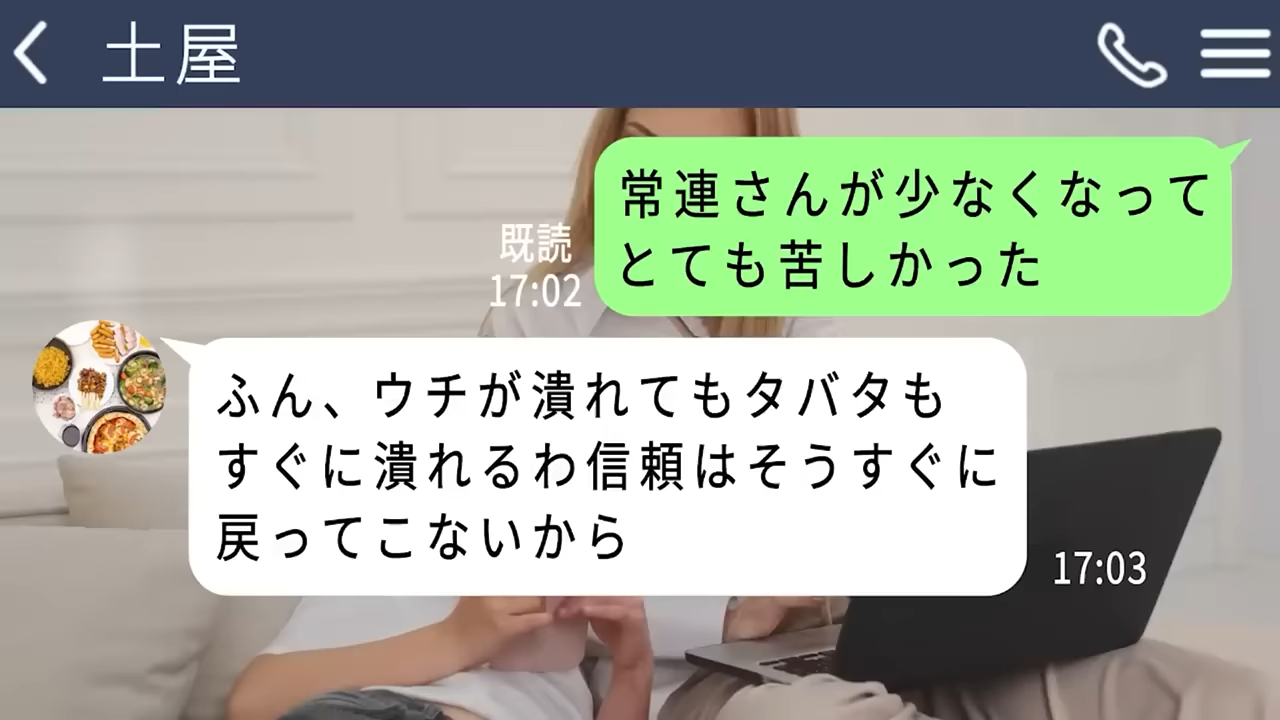 土屋
常連さんが少なくなって
とても苦しかった
既読
17:02
ふん、ウチが潰れてもタバタも
すぐに潰れるわ信頼はそうすぐに
戻ってこないから
17:03